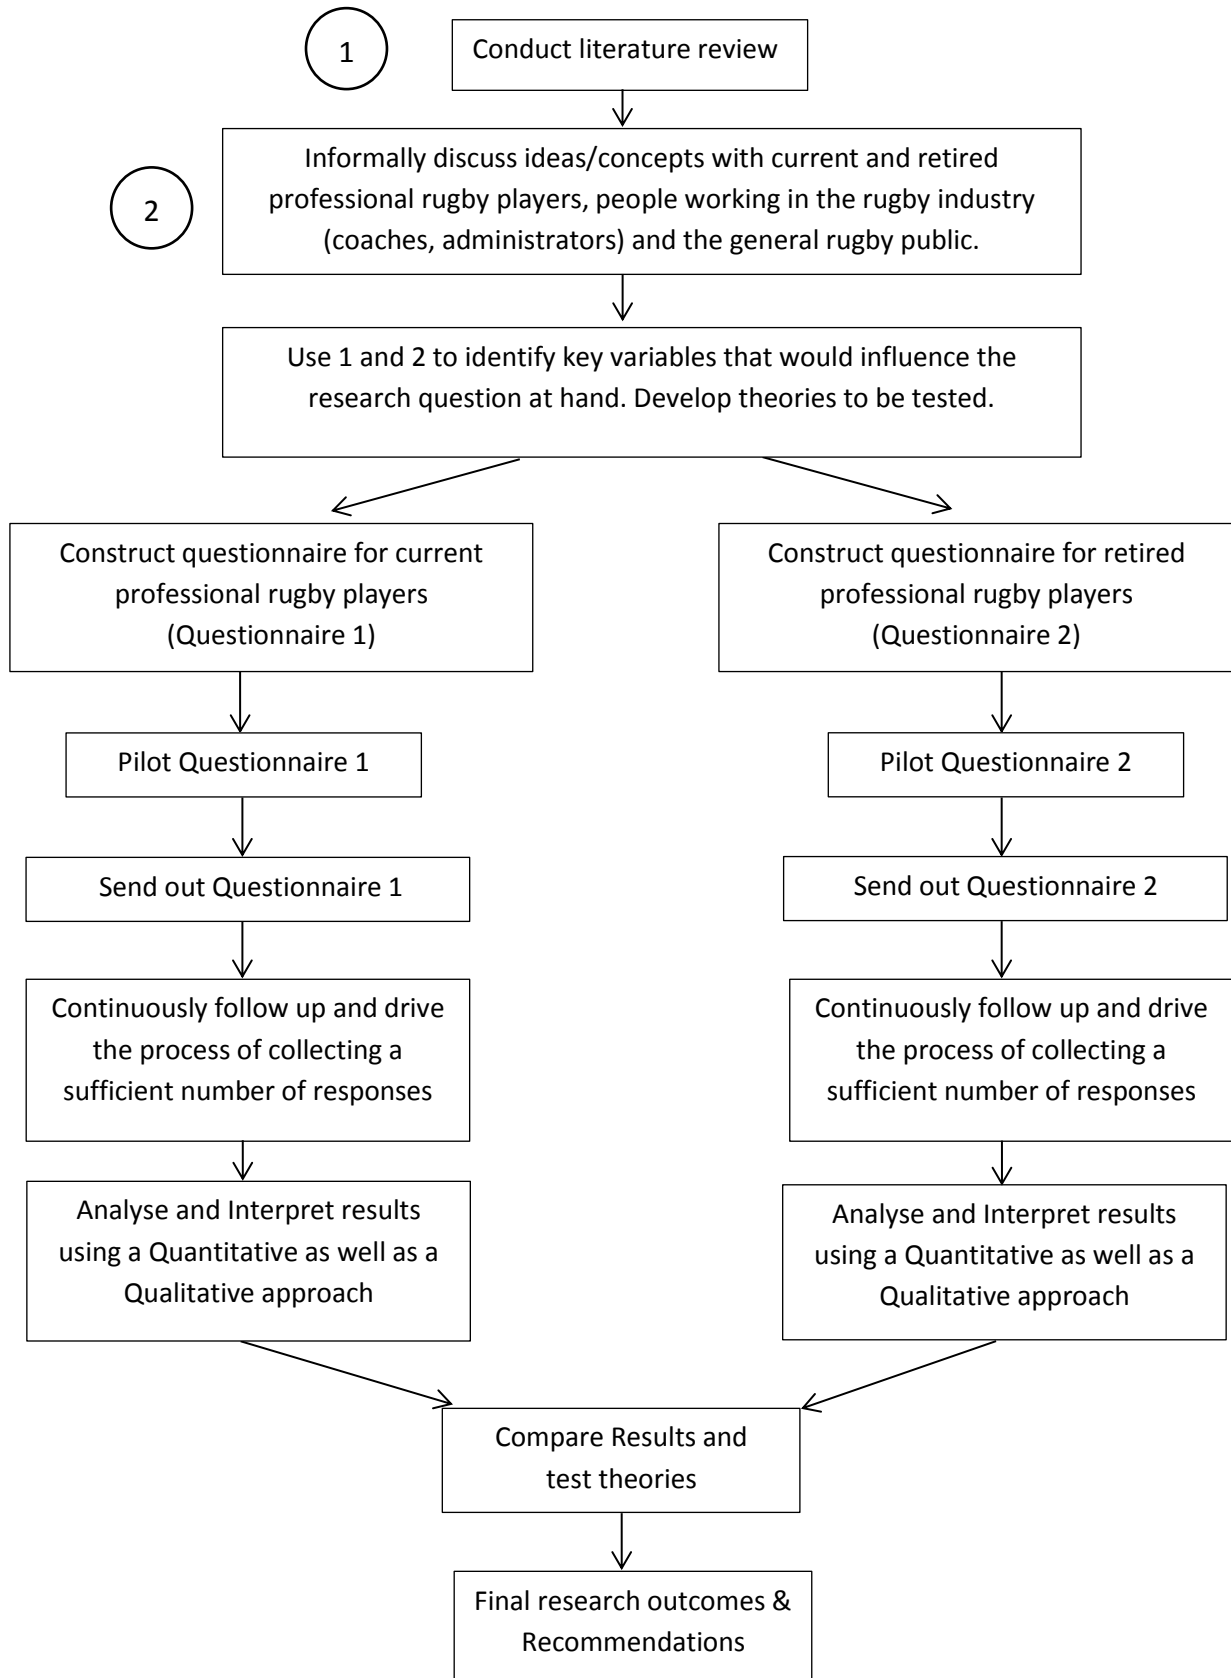 1
Conduct literature review
2
Informally discuss ideas/concepts with current and retired
professional rugby players, people working in the rugby industry
(coaches, administrators) and the general rugby public.
Use 1 and 2 to identify key variables that would influence the
research question at hand. Develop theories to be tested.
Construct questionnaire for current
professional rugby players
(Questionnaire 1)
Construct questionnaire for retired
professional rugby players
(Questionnaire 2)
Pilot Questionnaire 1
Pilot Questionnaire 2
Send out Questionnaire 1
Send out Questionnaire 2
Continuously follow up and drive
the process of collecting a
sufficient number of responses
Continuously follow up and drive
the process of collecting a
sufficient number of responses
Analyse and Interpret results
using a Quantitative as well as a
Qualitative approach
Analyse and Interpret results
using a Quantitative as well as a
Qualitative approach
Compare Results and
test theories
Final research outcomes &
Recommendations